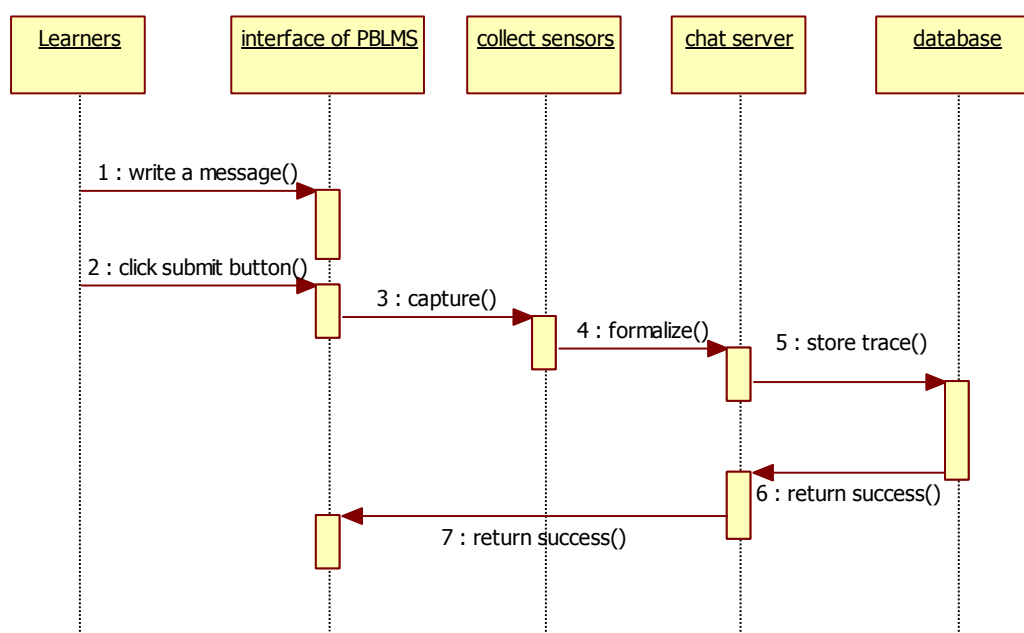 Learners
interface of PBLMS
collect sensors
chat server
database
1 : write a message()
2 : click submit button()
3 : capture()
4 : formalize()
5 : store trace()
6 : return success()
7 : return success()